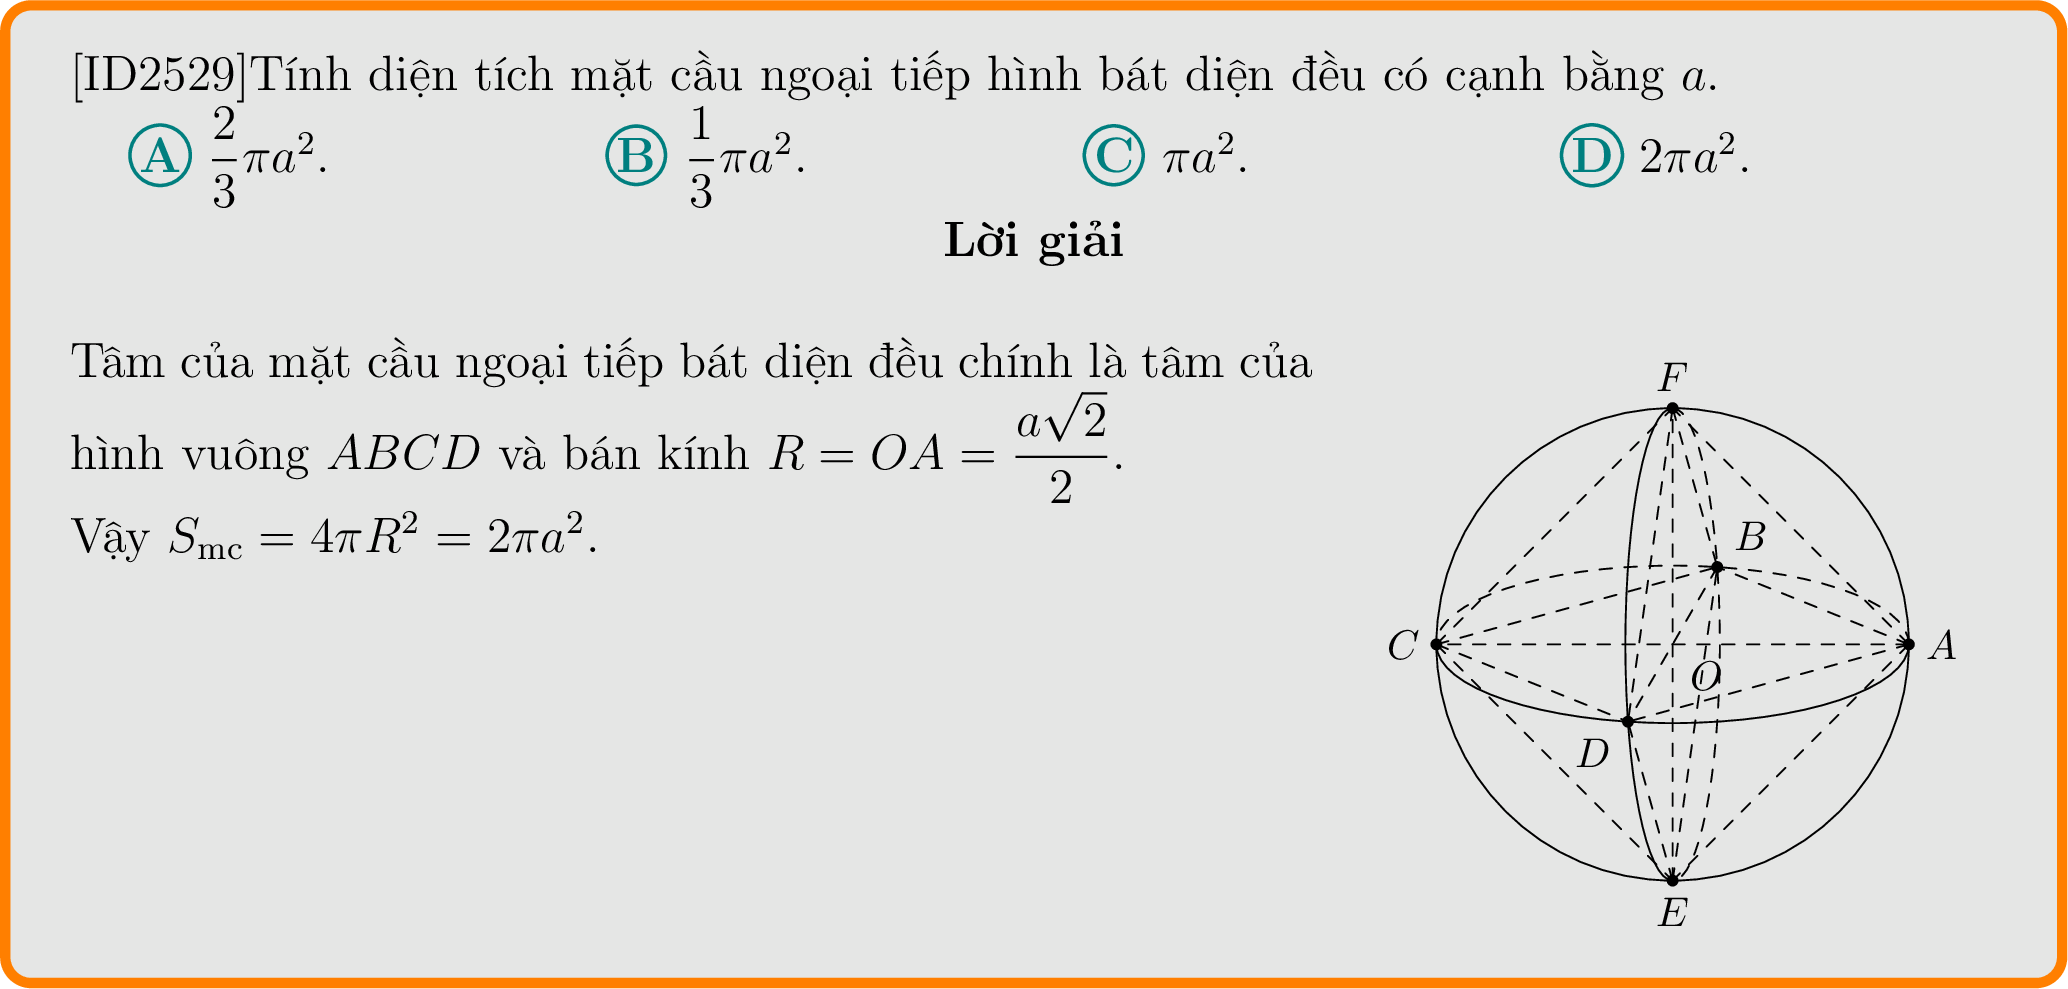 [ID2529]Tính diện tích mặt cầu ngoại tiếp hình bát diện đều có cạnh bằng $a$.
Ⓐ $\dfrac{2}{3}\pi a^2$. Ⓑ $\dfrac{1}{3}\pi a^2$. Ⓒ $\pi a^2$. Ⓓ $2\pi a^2$.
Lời giải
Tâm của mặt cầu ngoại tiếp bát diện đều chính là tâm của
hình vuông $ABCD$ và bán kính $R = OA = \dfrac{a\sqrt{2}}{2}$.
Vậy $S_{\text{mc}} = 4\pi R^2 = 2\pi a^2$.
F
B
C
A
O
D
E